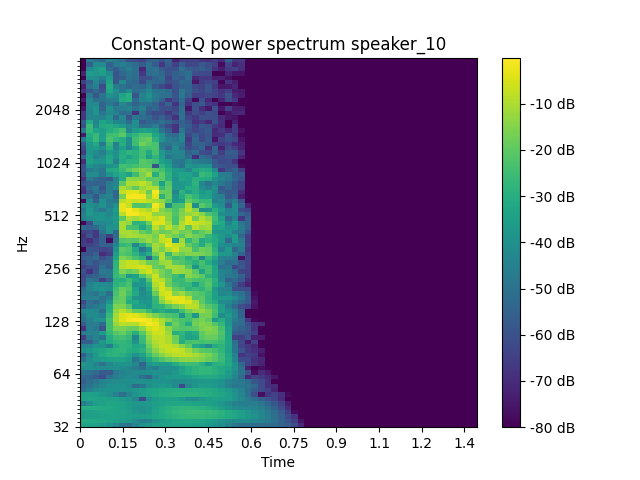 Constant-Q power spectrum speaker_10
Hz
2048
1024
512
256
128
64
32
0 0.15 0.3 0.45 0.6 0.75 0.9 1.1 1.2 1.4
Time
-10 dB
-20 dB
-30 dB
-40 dB
-50 dB
-60 dB
-70 dB
-80 dB